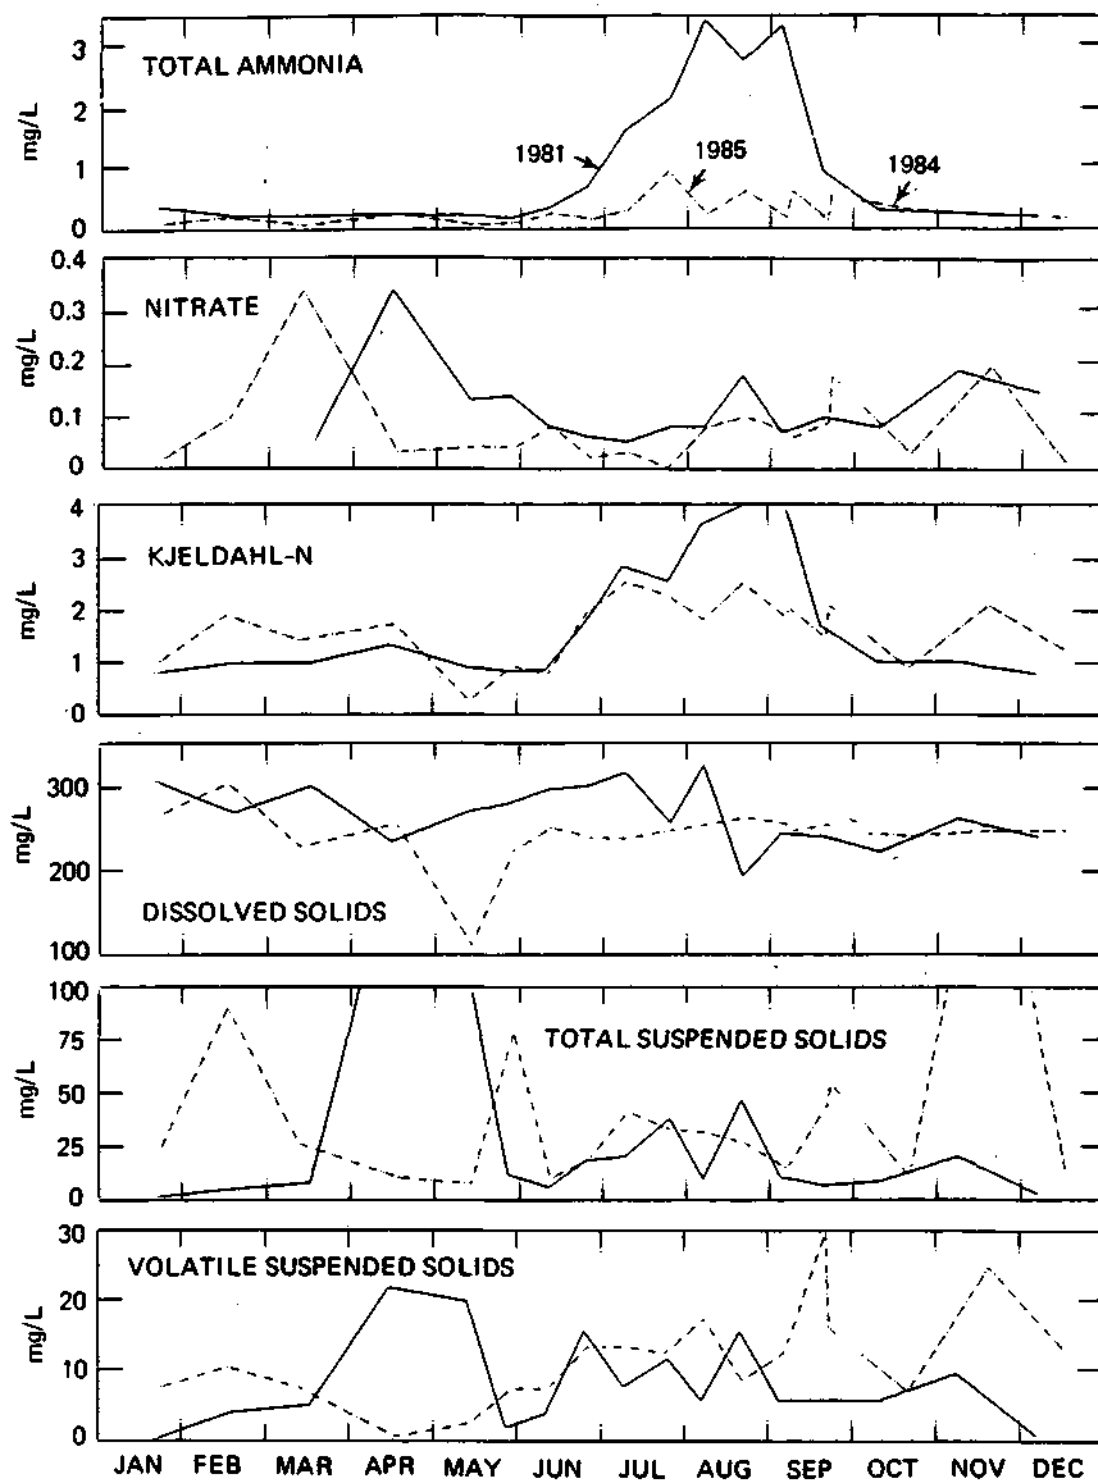 3
TOTAL AMMONIA
2
mg/L
1981
1985
1984
1
0
0.4
NITRATE
0.3
mg/L
0.2
0.1
0
4
KJELDAHL-N
3
mg/L
2
1
0
300
mg/L
200
DISSOLVED SOLIDS
100
100
TOTAL SUSPENDED SOLIDS
75
mg/L
50
25
0
30
VOLATILE SUSPENDED SOLIDS
20
mg/L
10
0
JAN FEB MAR APR MAY JUN JUL AUG SEP OCT NOV DEC